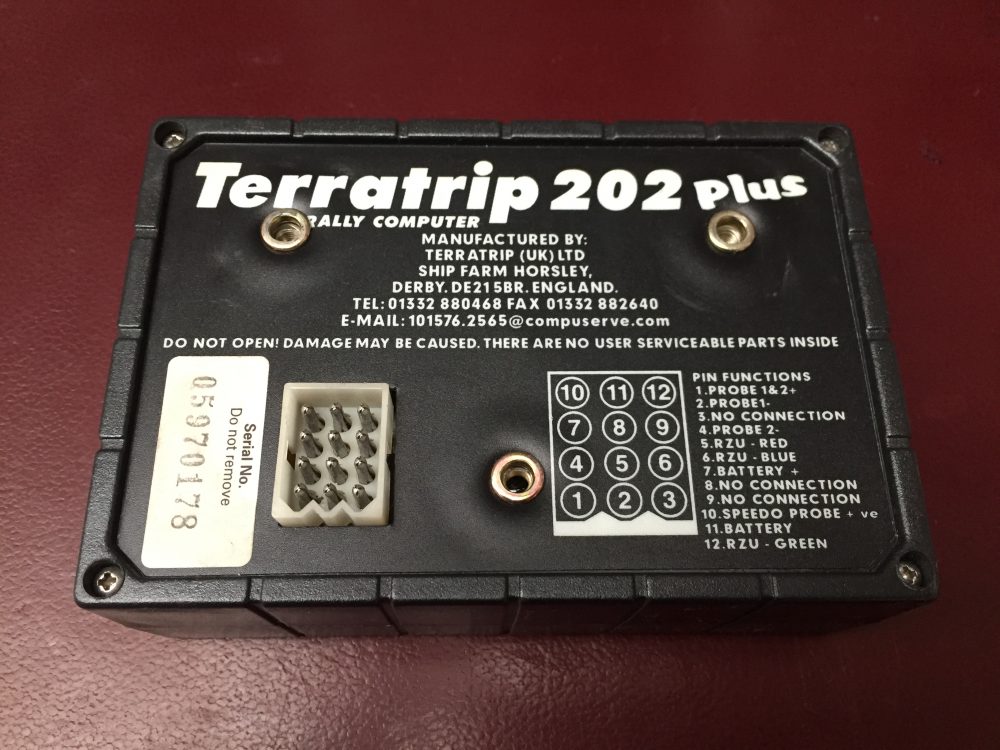 Terratrip 202 Plus
RALLY COMPUTER
MANUFACTURED BY:
TERRATRIP (UK) LTD
SHIP FARM HORSLEY,
DERBY. DE21 5BR. ENGLAND.
TEL: 01332 880468 FAX 01332 882640
E-MAIL: 101576.2565@compuserve.com
DO NOT OPEN! DAMAGE MAY BE CAUSED. THERE ARE NO USER SERVICEABLE PARTS INSIDE
Serial No.
Do not remove
05970178
10 11 12
7 8 9
4 5 6
1 2 3
PIN FUNCTIONS
1. PROBE 1&2+
2. PROBE 1-
3. NO CONNECTION
4. PROBE 2-
5. RZU - RED
6. RZU - BLUE
7. BATTERY +
8. NO CONNECTION
9. NO CONNECTION
10. SPEEDO PROBE + ve
11. BATTERY
12. RZU - GREEN